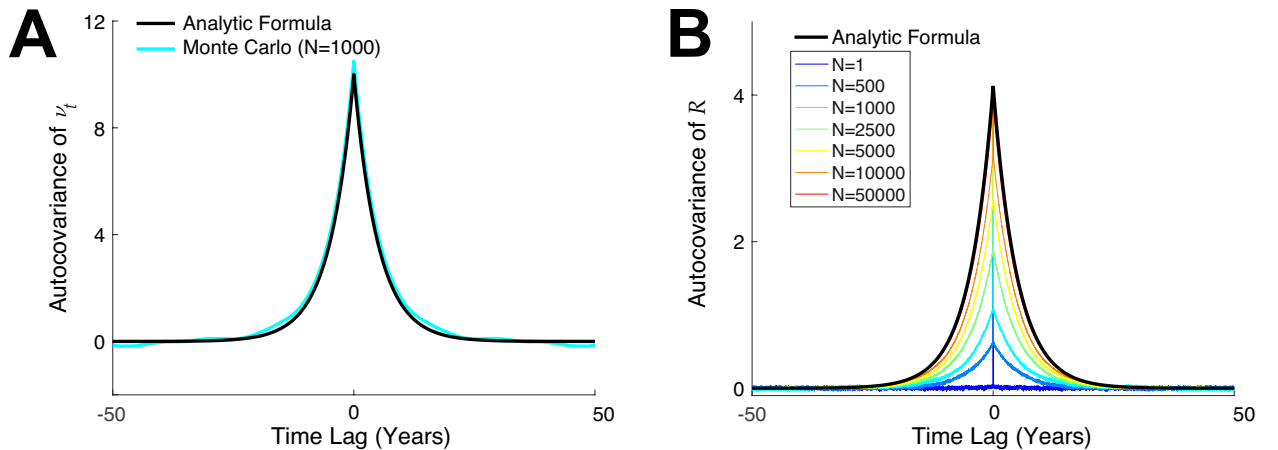 A
Analytic Formula
Monte Carlo (N=1000)
Autocovariance of νt
12
8
4
0
-50
0
50
Time Lag (Years)
B
Analytic Formula
N=1
N=500
N=1000
N=2500
N=5000
N=10000
N=50000
Autocovariance of R
4
2
0
-50
0
50
Time Lag (Years)